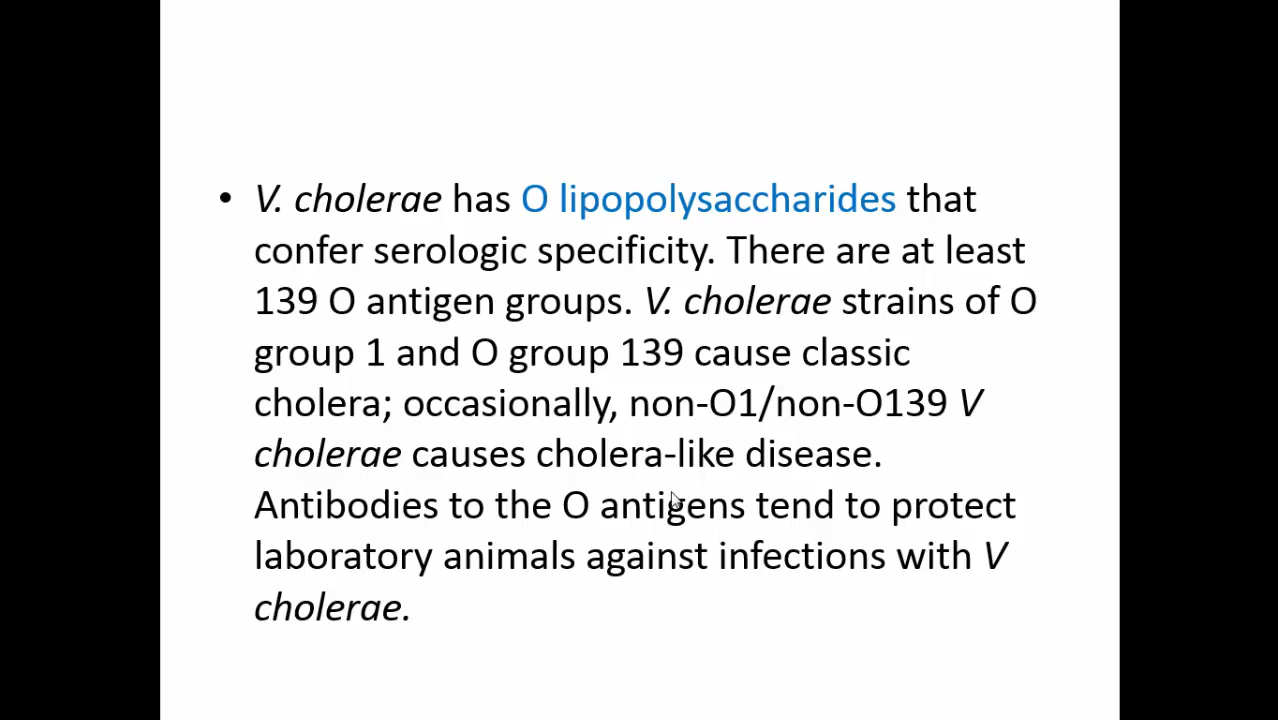 • V. cholerae has O lipopolysaccharides that
confer serologic specificity. There are at least
139 O antigen groups. V. cholerae strains of O
group 1 and O group 139 cause classic
cholera; occasionally, non-O1/non-O139 V
cholerae causes cholera-like disease.
Antibodies to the O antigens tend to protect
laboratory animals against infections with V
cholerae.